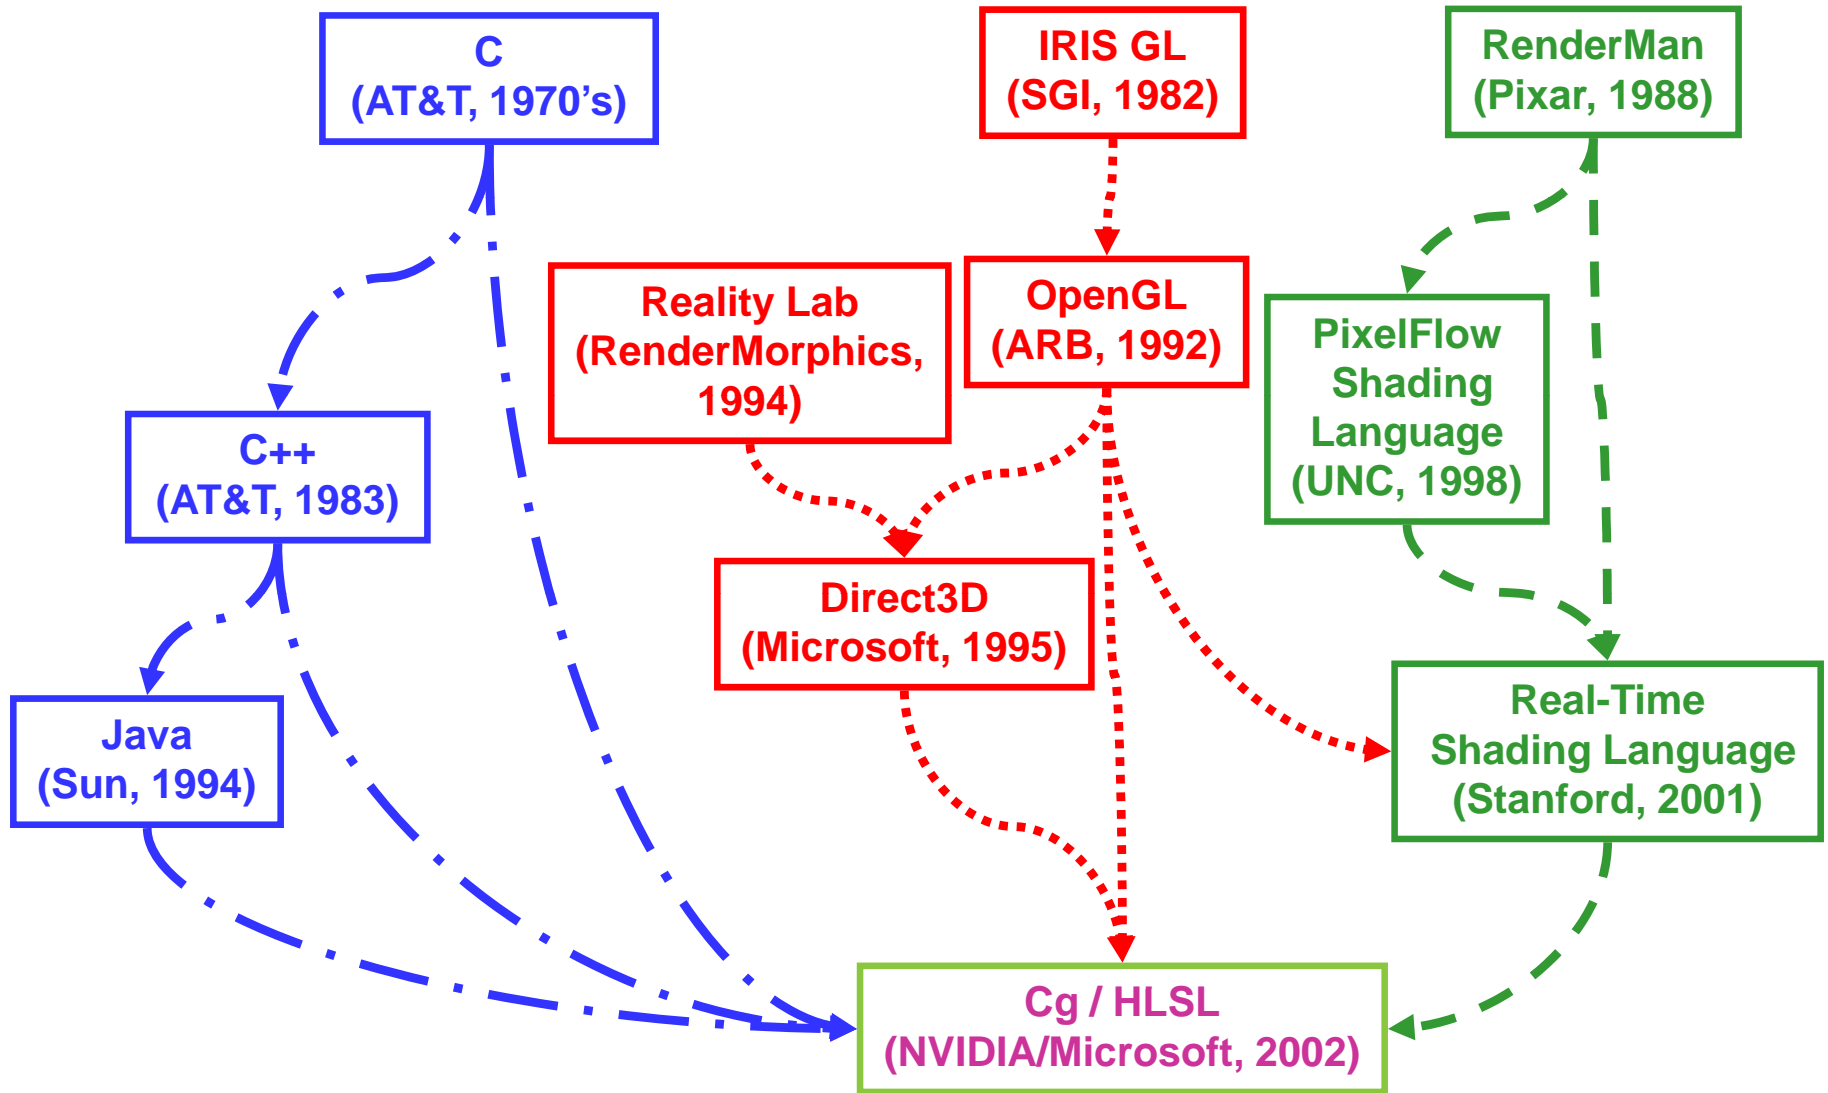 C
(AT&T, 1970’s)
IRIS GL
(SGI, 1982)
RenderMan
(Pixar, 1988)
Reality Lab
(RenderMorphics,
1994)
OpenGL
(ARB, 1992)
PixelFlow
Shading
Language
(UNC, 1998)
C++
(AT&T, 1983)
Direct3D
(Microsoft, 1995)
Java
(Sun, 1994)
Real-Time
Shading Language
(Stanford, 2001)
Cg / HLSL
(NVIDIA/Microsoft, 2002)